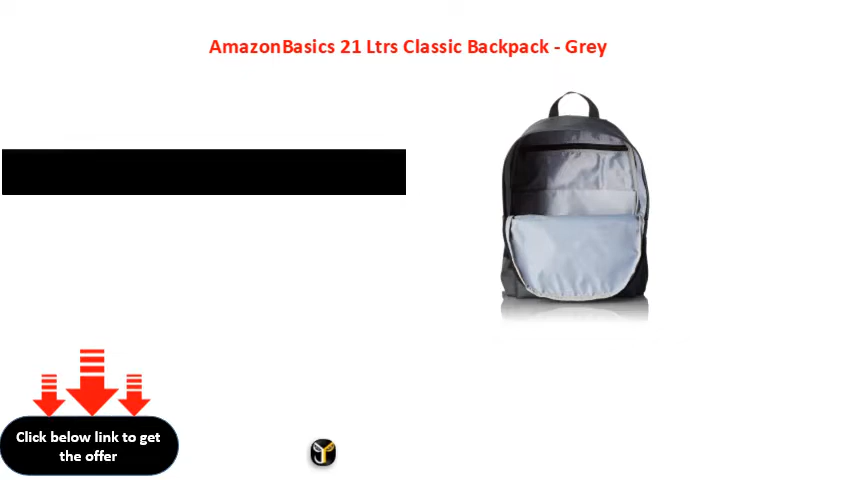 AmazonBasics 21 Ltrs Classic Backpack - Grey
Click below link to get
the offer